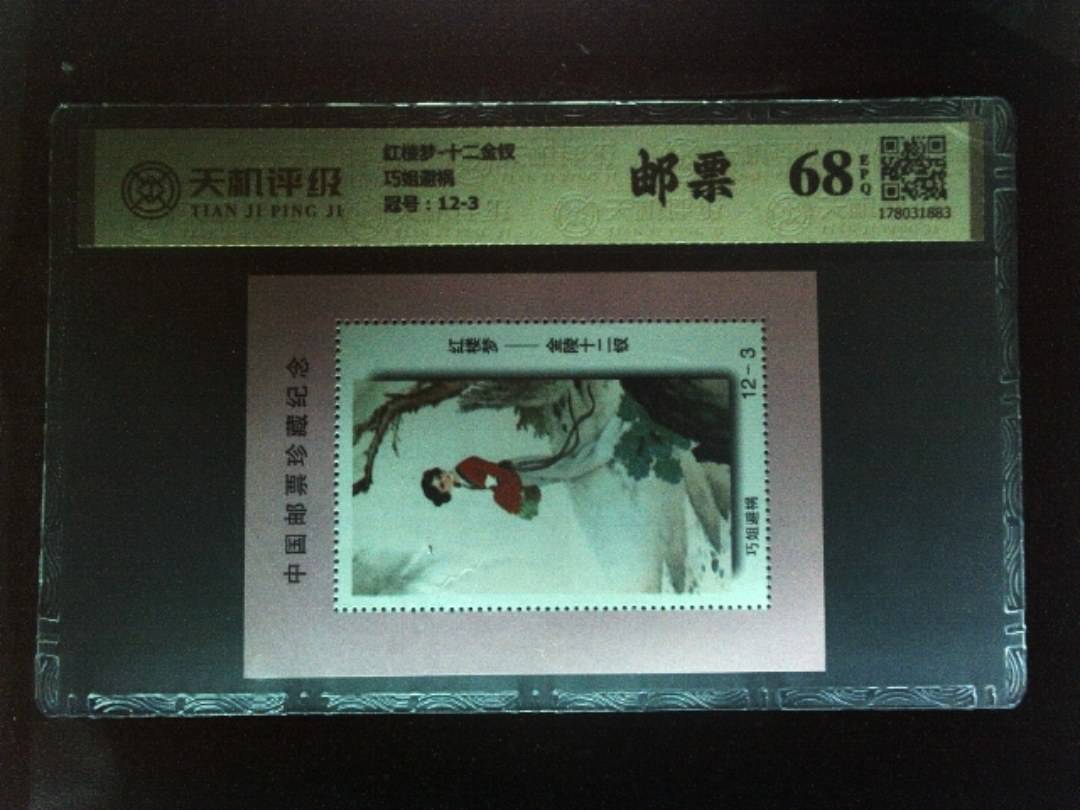 天机评级
TIAN JI PING JI
红楼梦-十二金钗
巧姐避祸
冠号：12-3
邮票
68
EPQ
178031883
中国邮票珍藏纪念
红楼梦——金陵十二钗
12-3
巧姐避祸